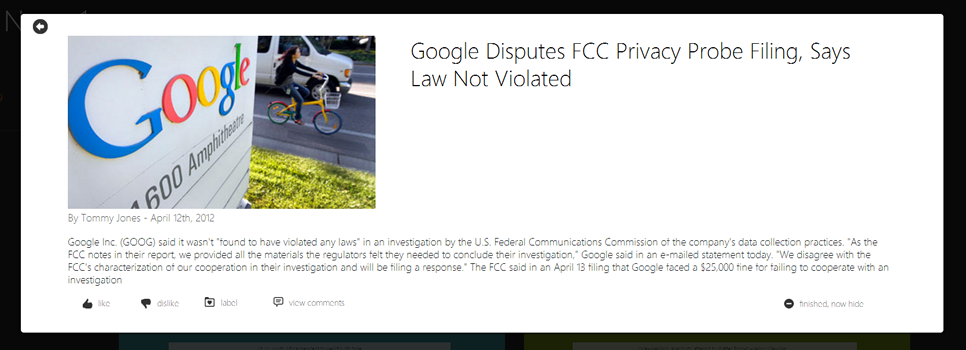 Google Disputes FCC Privacy Probe Filing, Says
Law Not Violated
Google
1600 Amphitheatre
By Tommy Jones - April 12th, 2012
Google Inc. (GOOG) said it wasn't "found to have violated any laws" in an investigation by the U.S. Federal Communications Commission of the company's data collection practices. "As the
FCC notes in their report, we provided all the materials the regulators felt they needed to conclude their investigation," Google said in an e-mailed statement today. "We disagree with the
FCC's characterization of our cooperation in their investigation and will be filing a response." The FCC said in an April 13 filing that Google faced a $25,000 fine for failing to cooperate with an
investigation
like dislike label view comments finished, now hide